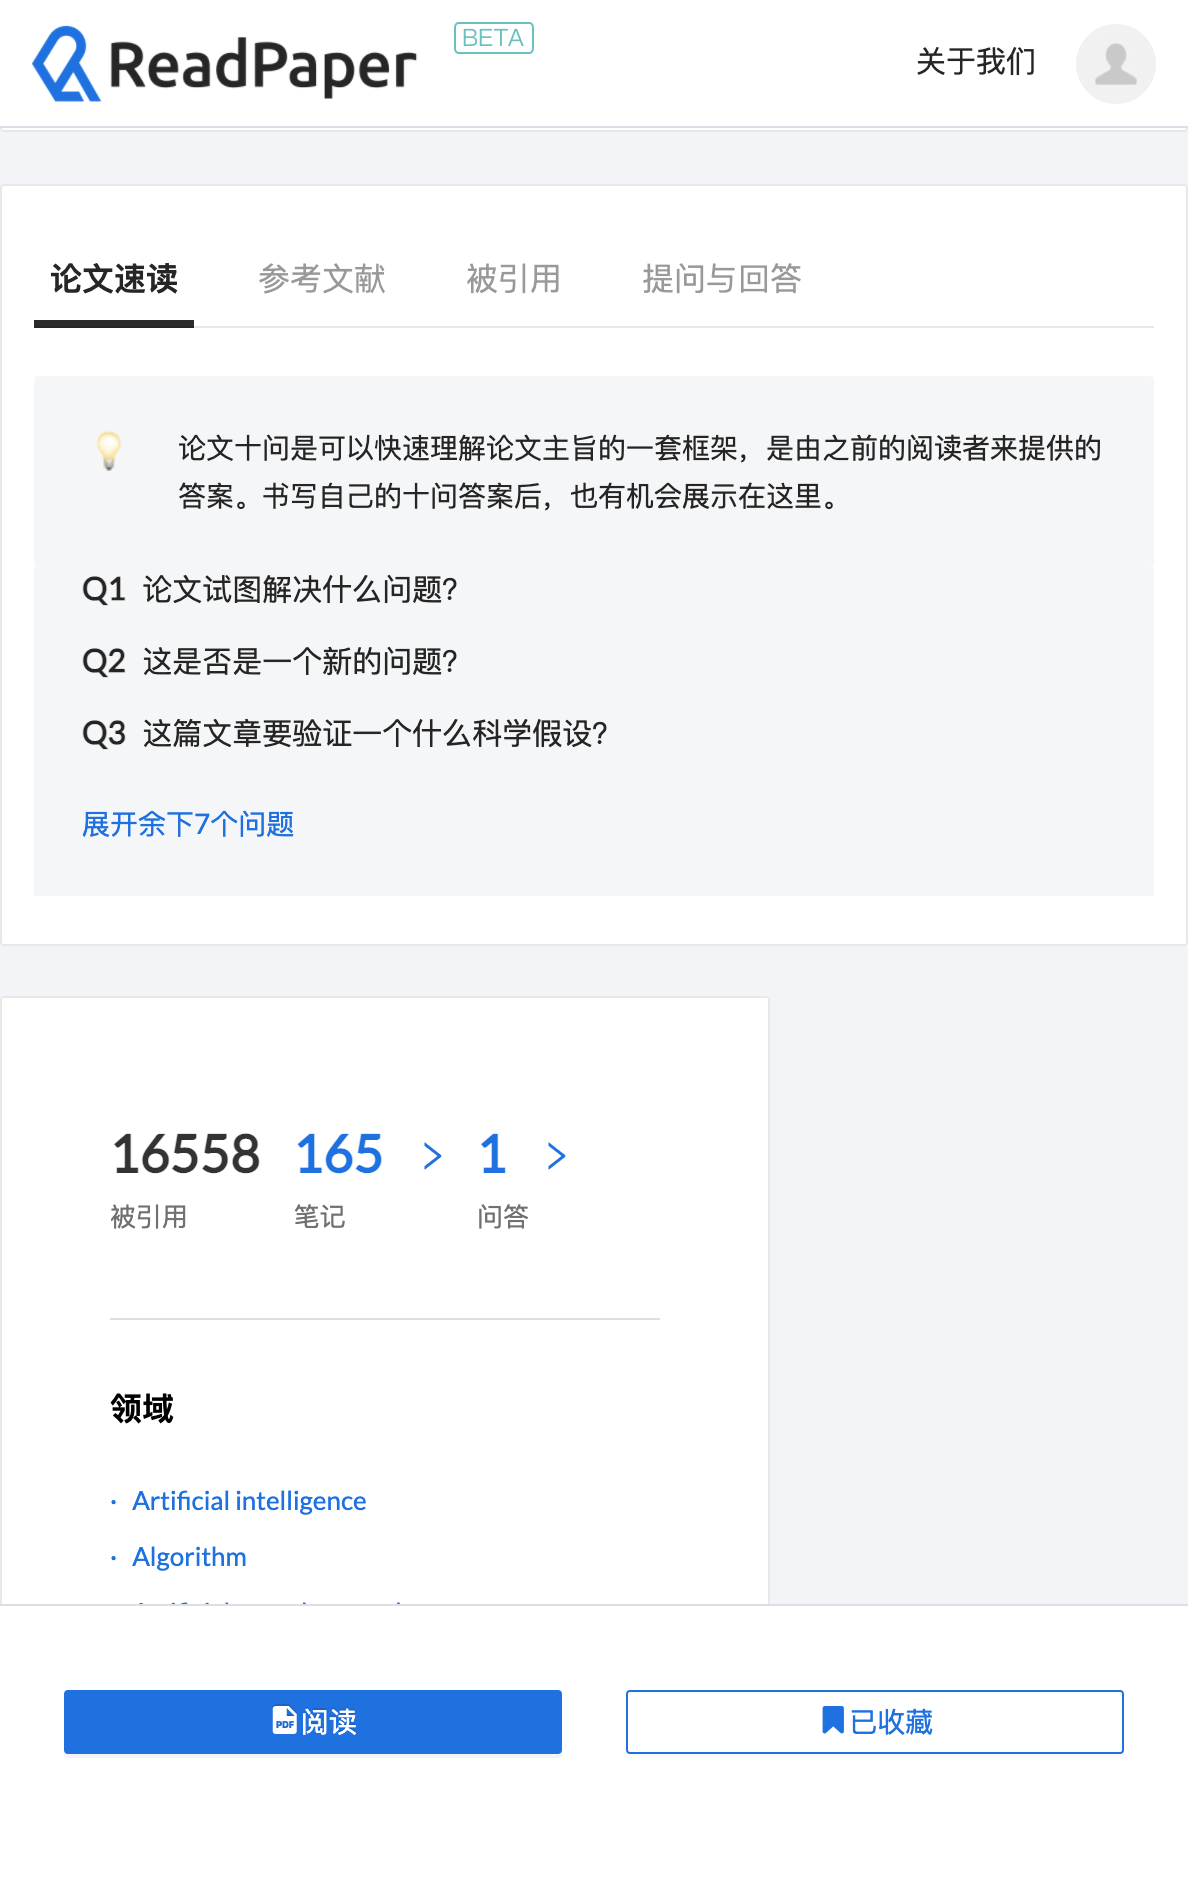 ReadPaper
BETA
关于我们
论文速读
参考文献
被引用
提问与回答
论文十问是可以快速理解论文主旨的一套框架，是由之前的阅读者来提供的
答案。书写自己的十问答案后，也有机会展示在这里。
Q1 论文试图解决什么问题?
Q2 这是否是一个新的问题?
Q3 这篇文章要验证一个什么科学假设?
展开余下7个问题
16558 165 > 1 >
被引用 笔记 问答
领域
· Artificial intelligence
· Algorithm
PDF 阅读
已收藏